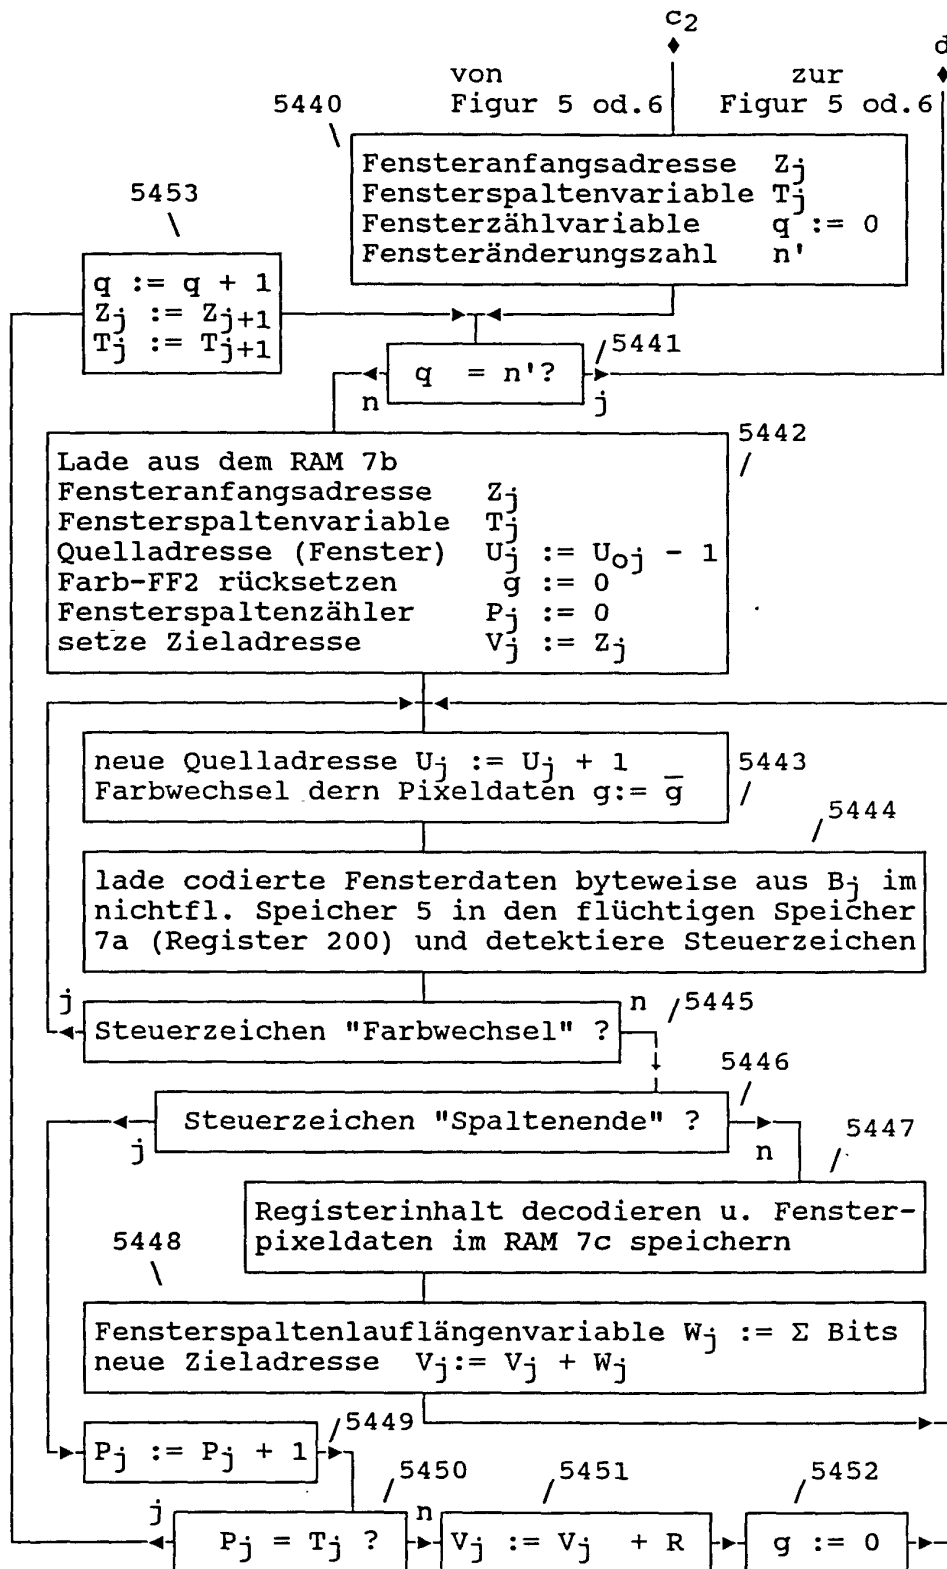 c2
d
von zur
Figur 5 od.6 Figur 5 od.6
5440
Fensteranfangsadresse Zj
Fensterspaltenvariable Tj
Fensterzählvariable q := 0
Fensteränderungszahl n'
5453
q := q + 1
Zj := Zj+1
Tj := Tj+1
5441
q = n'?
n j
5442
Lade aus dem RAM 7b
Fensteranfangsadresse Zj
Fensterspaltenvariable Tj
Quelladresse (Fenster) Uj := Uoj - 1
Farb-FF2 rücksetzen g := 0
Fensterspaltenzähler Pj := 0
setze Zieladresse Vj := Zj
neue Quelladresse Uj := Uj + 1
Farbwechsel dern Pixeldaten g:= g̅
5443
5444
lade codierte Fensterdaten byteweise aus Bj im
nichtfl. Speicher 5 in den flüchtigen Speicher
7a (Register 200) und detektiere Steuerzeichen
j n 5445
Steuerzeichen "Farbwechsel" ?
5446
Steuerzeichen "Spaltenende" ?
j n
5447
Registerinhalt decodieren u. Fenster-
pixeldaten im RAM 7c speichern
5448
Fensterspaltenlauflängenvariable Wj := Σ Bits
neue Zieladresse Vj:= Vj + Wj
5449
Pj := Pj + 1
5450 5451 5452
j n
Pj = Tj ? Vj := Vj + R g := 0